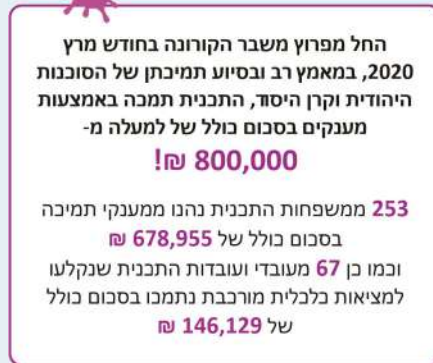 החל מפרוץ משבר הקורונה בחודש מרץ
2020, במאמץ רב ובסיוע תמיכתן של הסוכנות
היהודית וקרן היסוד, התכנית תמכה באמצעות
מענקים בסכום כולל של למעלה מ-
800,000 ₪!
253 ממשפחות התכנית נהנו ממענקי תמיכה
בסכום כולל של 678,955 ₪
וכמו כן 67 מעובדי ועובדות התכנית שנקלעו
למציאות כלכלית מורכבת נתמכו בסכום כולל
של 146,129 ₪